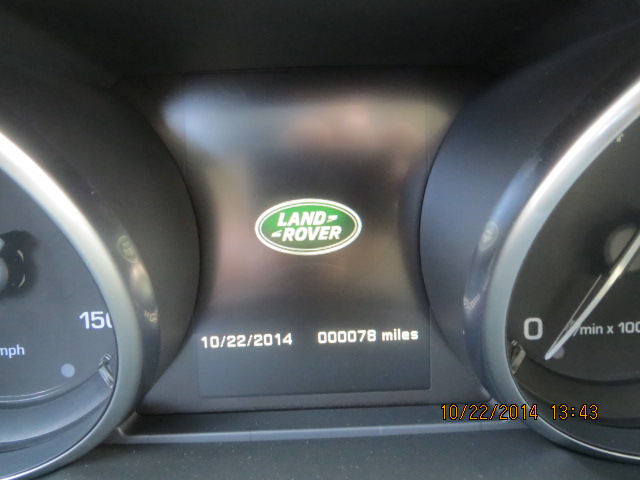 LAND
ROVER
10/22/2014 000078 miles
150
mph
0
/min x 100
10/22/2014 13:43